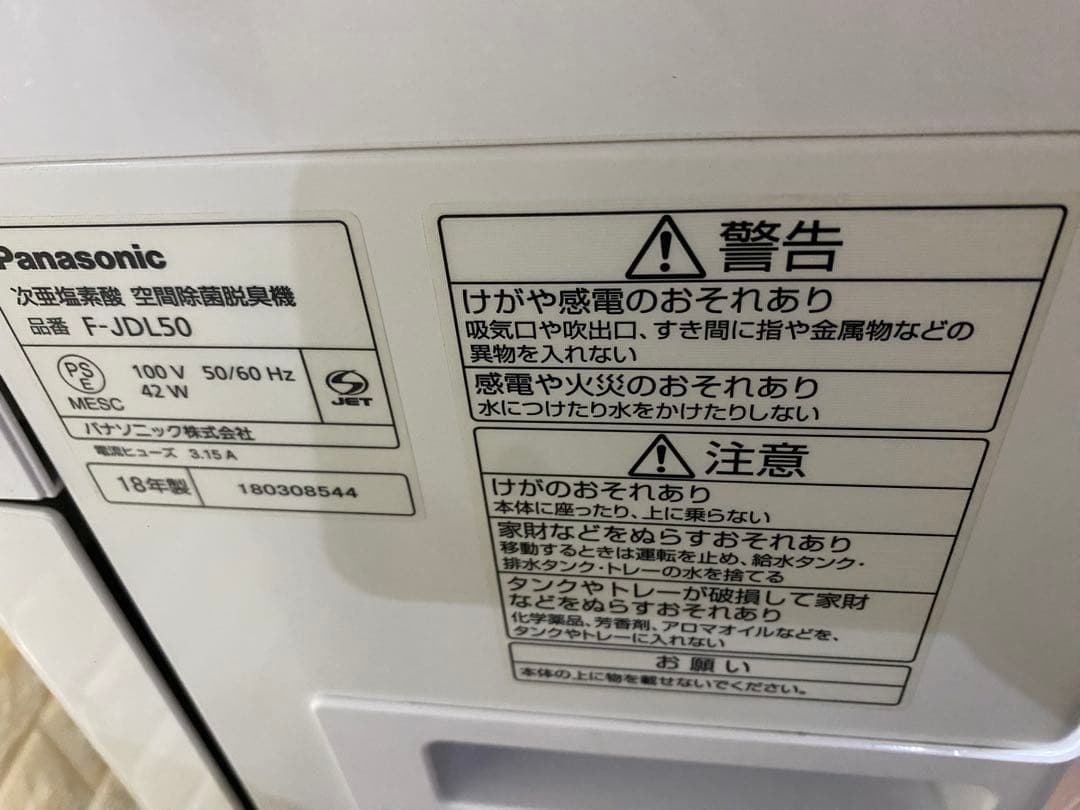 Panasonic
次亜塩素酸 空間除菌脱臭機
品番 F-JDL50
PS
E
MESC
100 V 50/60 Hz
42 W
JET
パナソニック株式会社
電流ヒューズ 3.15 A
18年製 180308544
警告
けがや感電のおそれあり
吸気口や吹出口、すき間に指や金属物などの
異物を入れない
感電や火災のおそれあり
水につけたり水をかけたりしない
注意
けがのおそれあり
本体に座ったり、上に乗らない
家財などをぬらすおそれあり
移動するときは運転を止め、給水タンク・
排水タンク・トレーの水を捨てる
タンクやトレーが破損して家財
などをぬらすおそれあり
化学薬品、芳香剤、アロマオイルなどを、
タンクやトレーに入れない
お願い
本体の上に物を載せないでください。